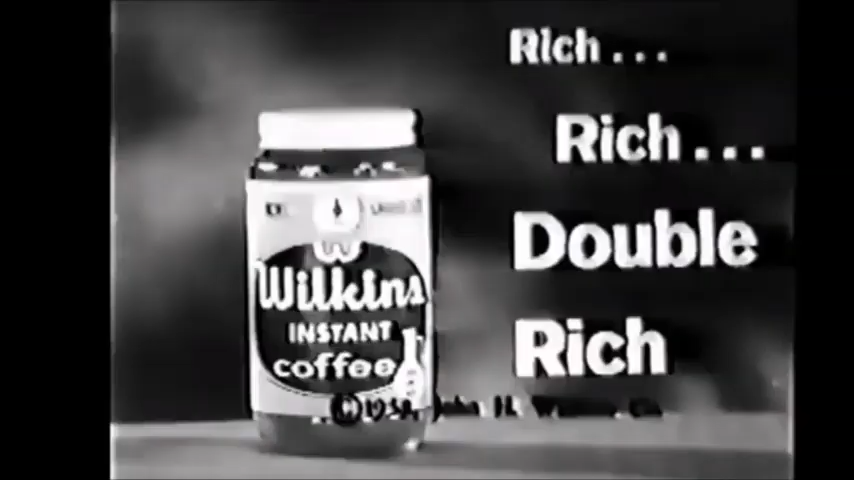 Rich...
Rich...
Double
Rich
Wilkins
INSTANT
coffee